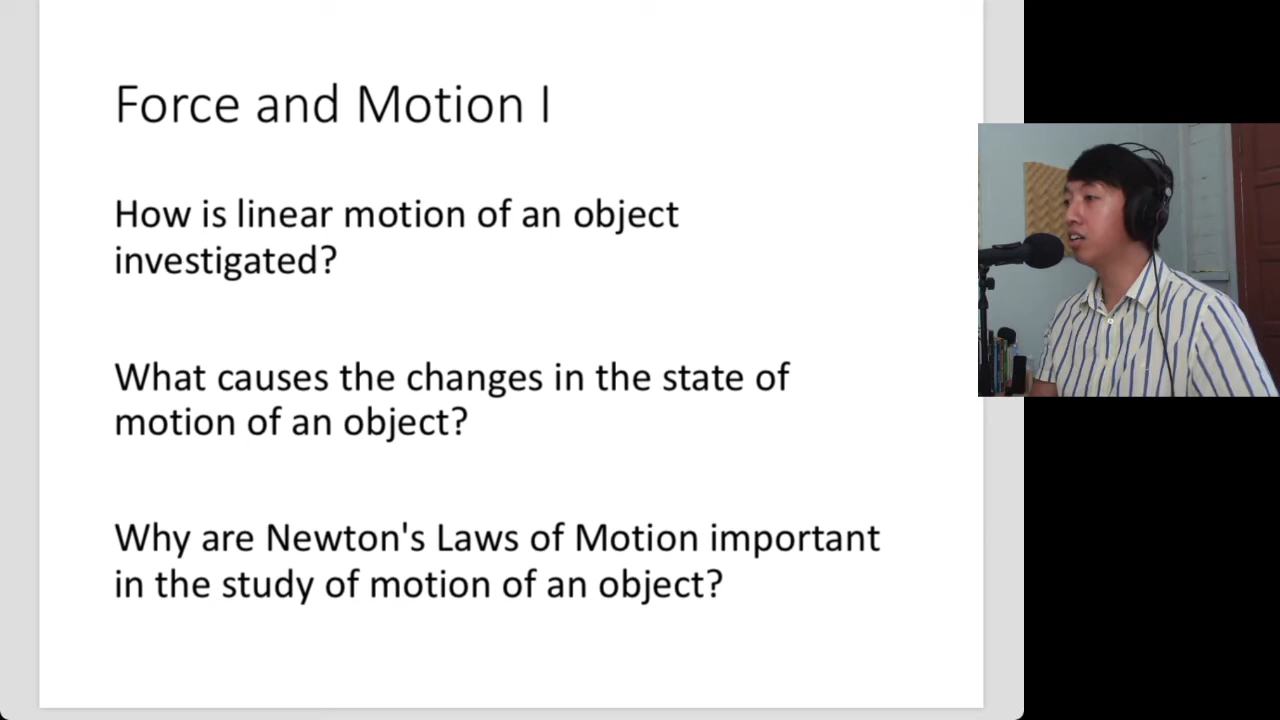 Force and Motion I
How is linear motion of an object
investigated?
What causes the changes in the state of
motion of an object?
Why are Newton's Laws of Motion important
in the study of motion of an object?